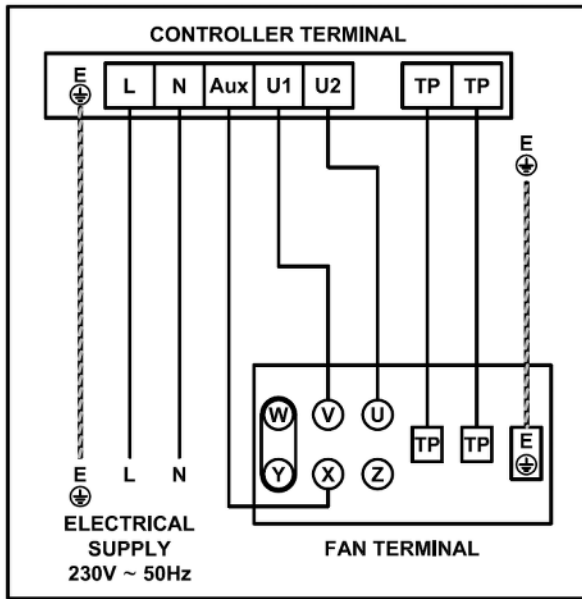 CONTROLLER TERMINAL
E
L N Aux U1 U2 TP TP
E
W V U
TP TP E
Y X Z
E L N
ELECTRICAL
SUPPLY
230V ~ 50Hz
FAN TERMINAL